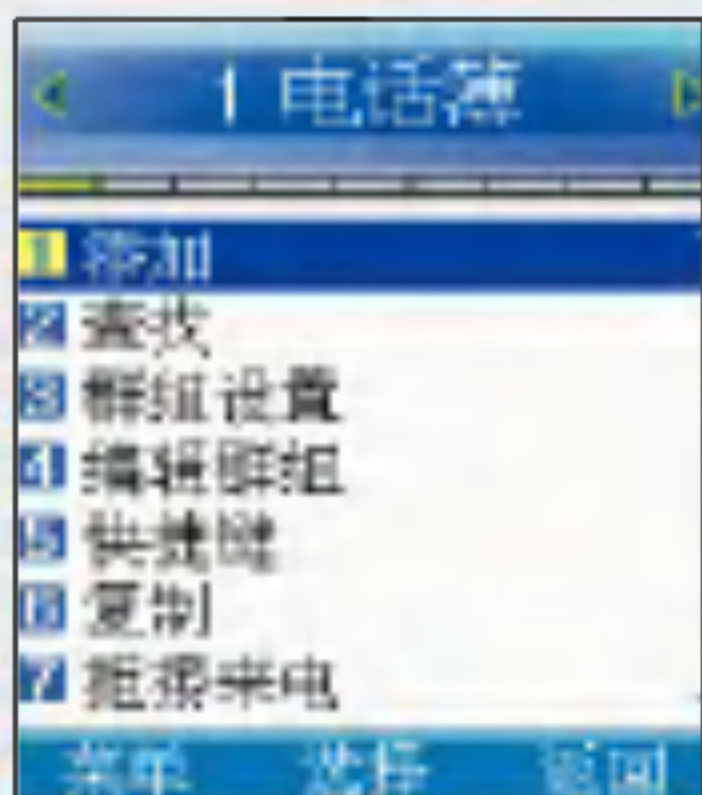 1 电话簿
1 添加
2 查找
3 群组设置
4 编辑群组
5 快捷键
6 复制
7 拒接来电
菜单 选择 返回